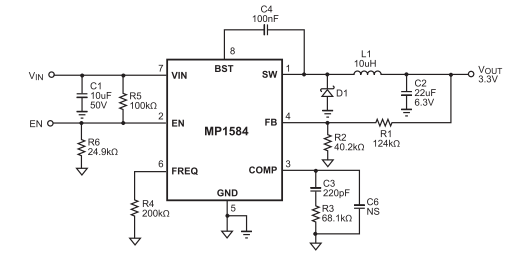 C4
100nF
8
BST
7
VIN
1
SW
L1
10uH
VIN
VOUT
3.3V
C1
10uF
50V
R5
100kΩ
D1
C2
22uF
6.3V
2
EN
EN
MP1584
4
FB
R1
124kΩ
R2
40.2kΩ
R6
24.9kΩ
6
FREQ
3
COMP
C3
220pF
R3
68.1kΩ
C6
NS
R4
200kΩ
GND
5